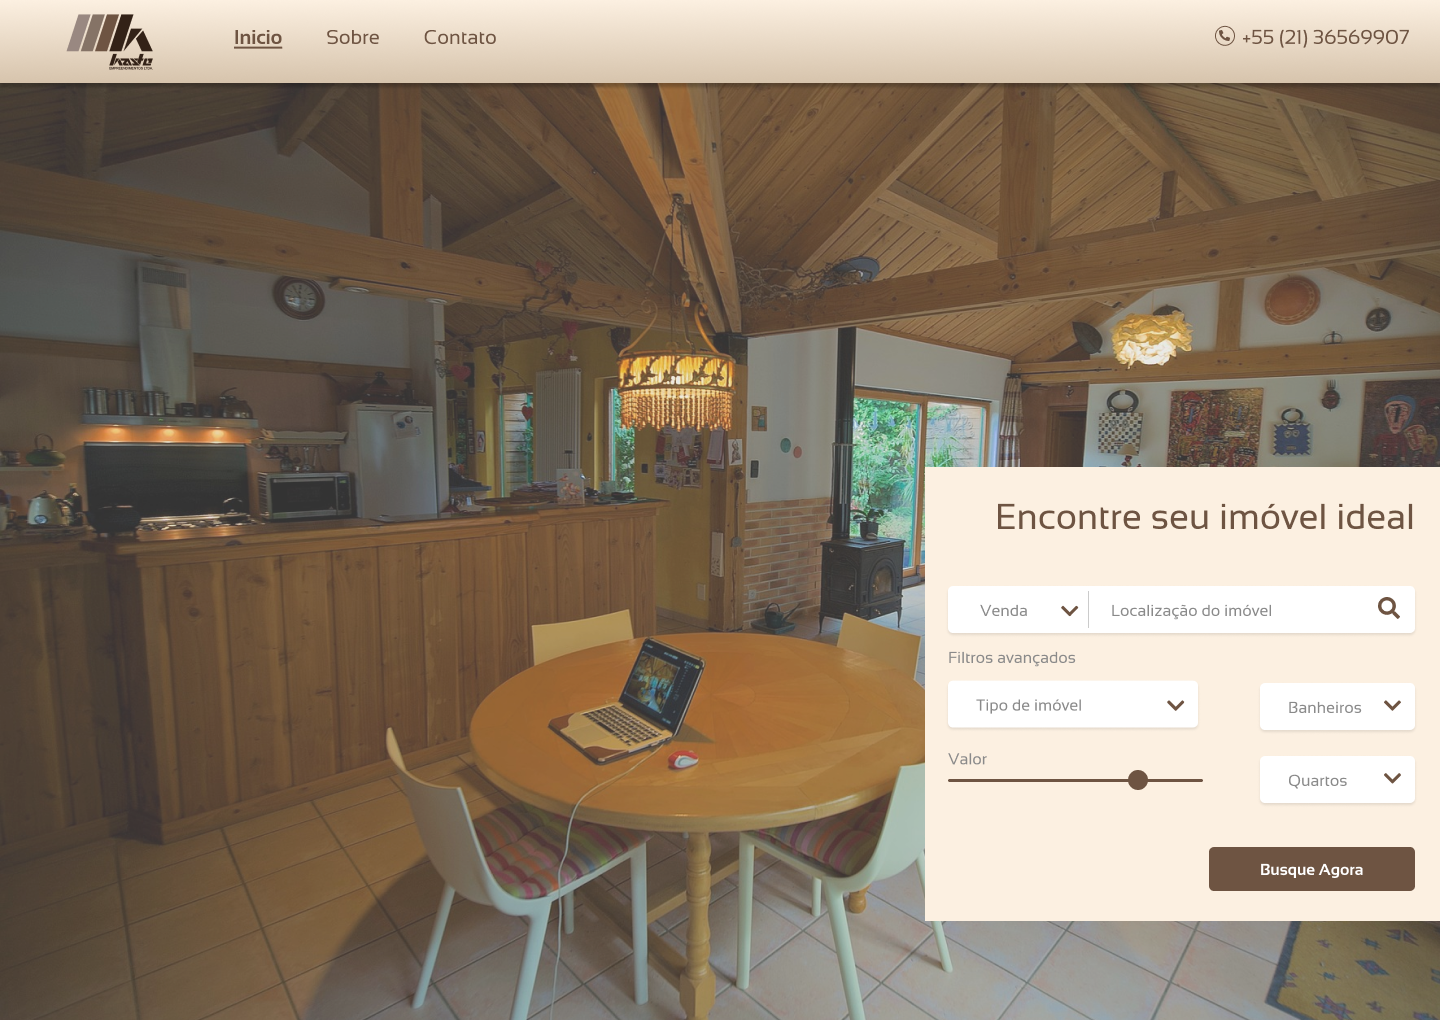 Inicio
Sobre
Contato
+55 (21) 36569907
kaste
EMPREENDIMENTOS LTDA.
Encontre seu imóvel ideal
Venda
Localização do imóvel
Filtros avançados
Tipo de imóvel
Banheiros
Valor
Quartos
Busque Agora